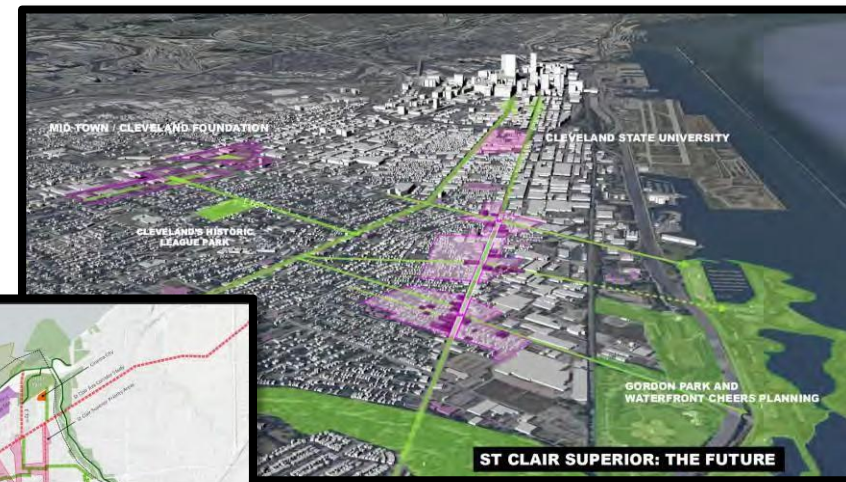 MID TOWN / CLEVELAND FOUNDATION
CLEVELAND STATE UNIVERSITY
CLEVELAND'S HISTORIC
LEAGUE PARK
GORDON PARK AND
WATERFRONT CHEERS PLANNING
ST CLAIR SUPERIOR: THE FUTURE